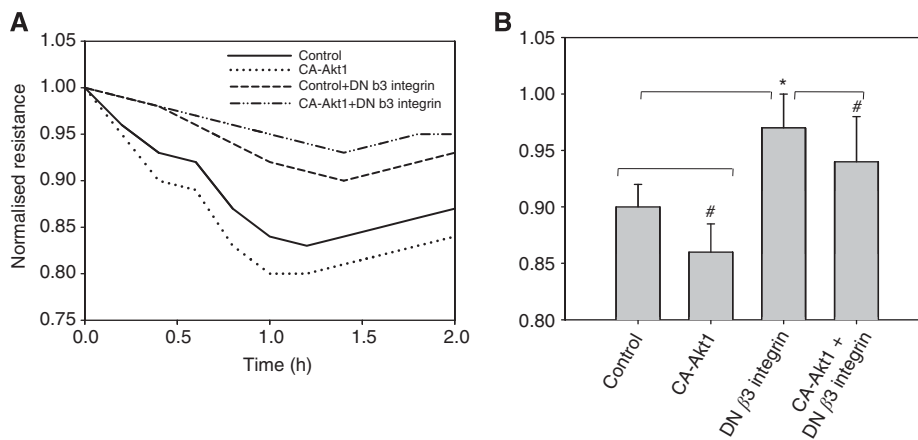 A
1.05
1.00
0.95
0.90
0.85
0.80
0.75
Normalised resistance
0.0
0.5
1.0
1.5
2.0
Time (h)
Control
CA-Akt1
Control+DN b3 integrin
CA-Akt1+DN b3 integrin
B
1.05
1.00
0.95
0.90
0.85
0.80
#
*
#
Control
CA-Akt1
DN β3 integrin
CA-Akt1 +
DN β3 integrin